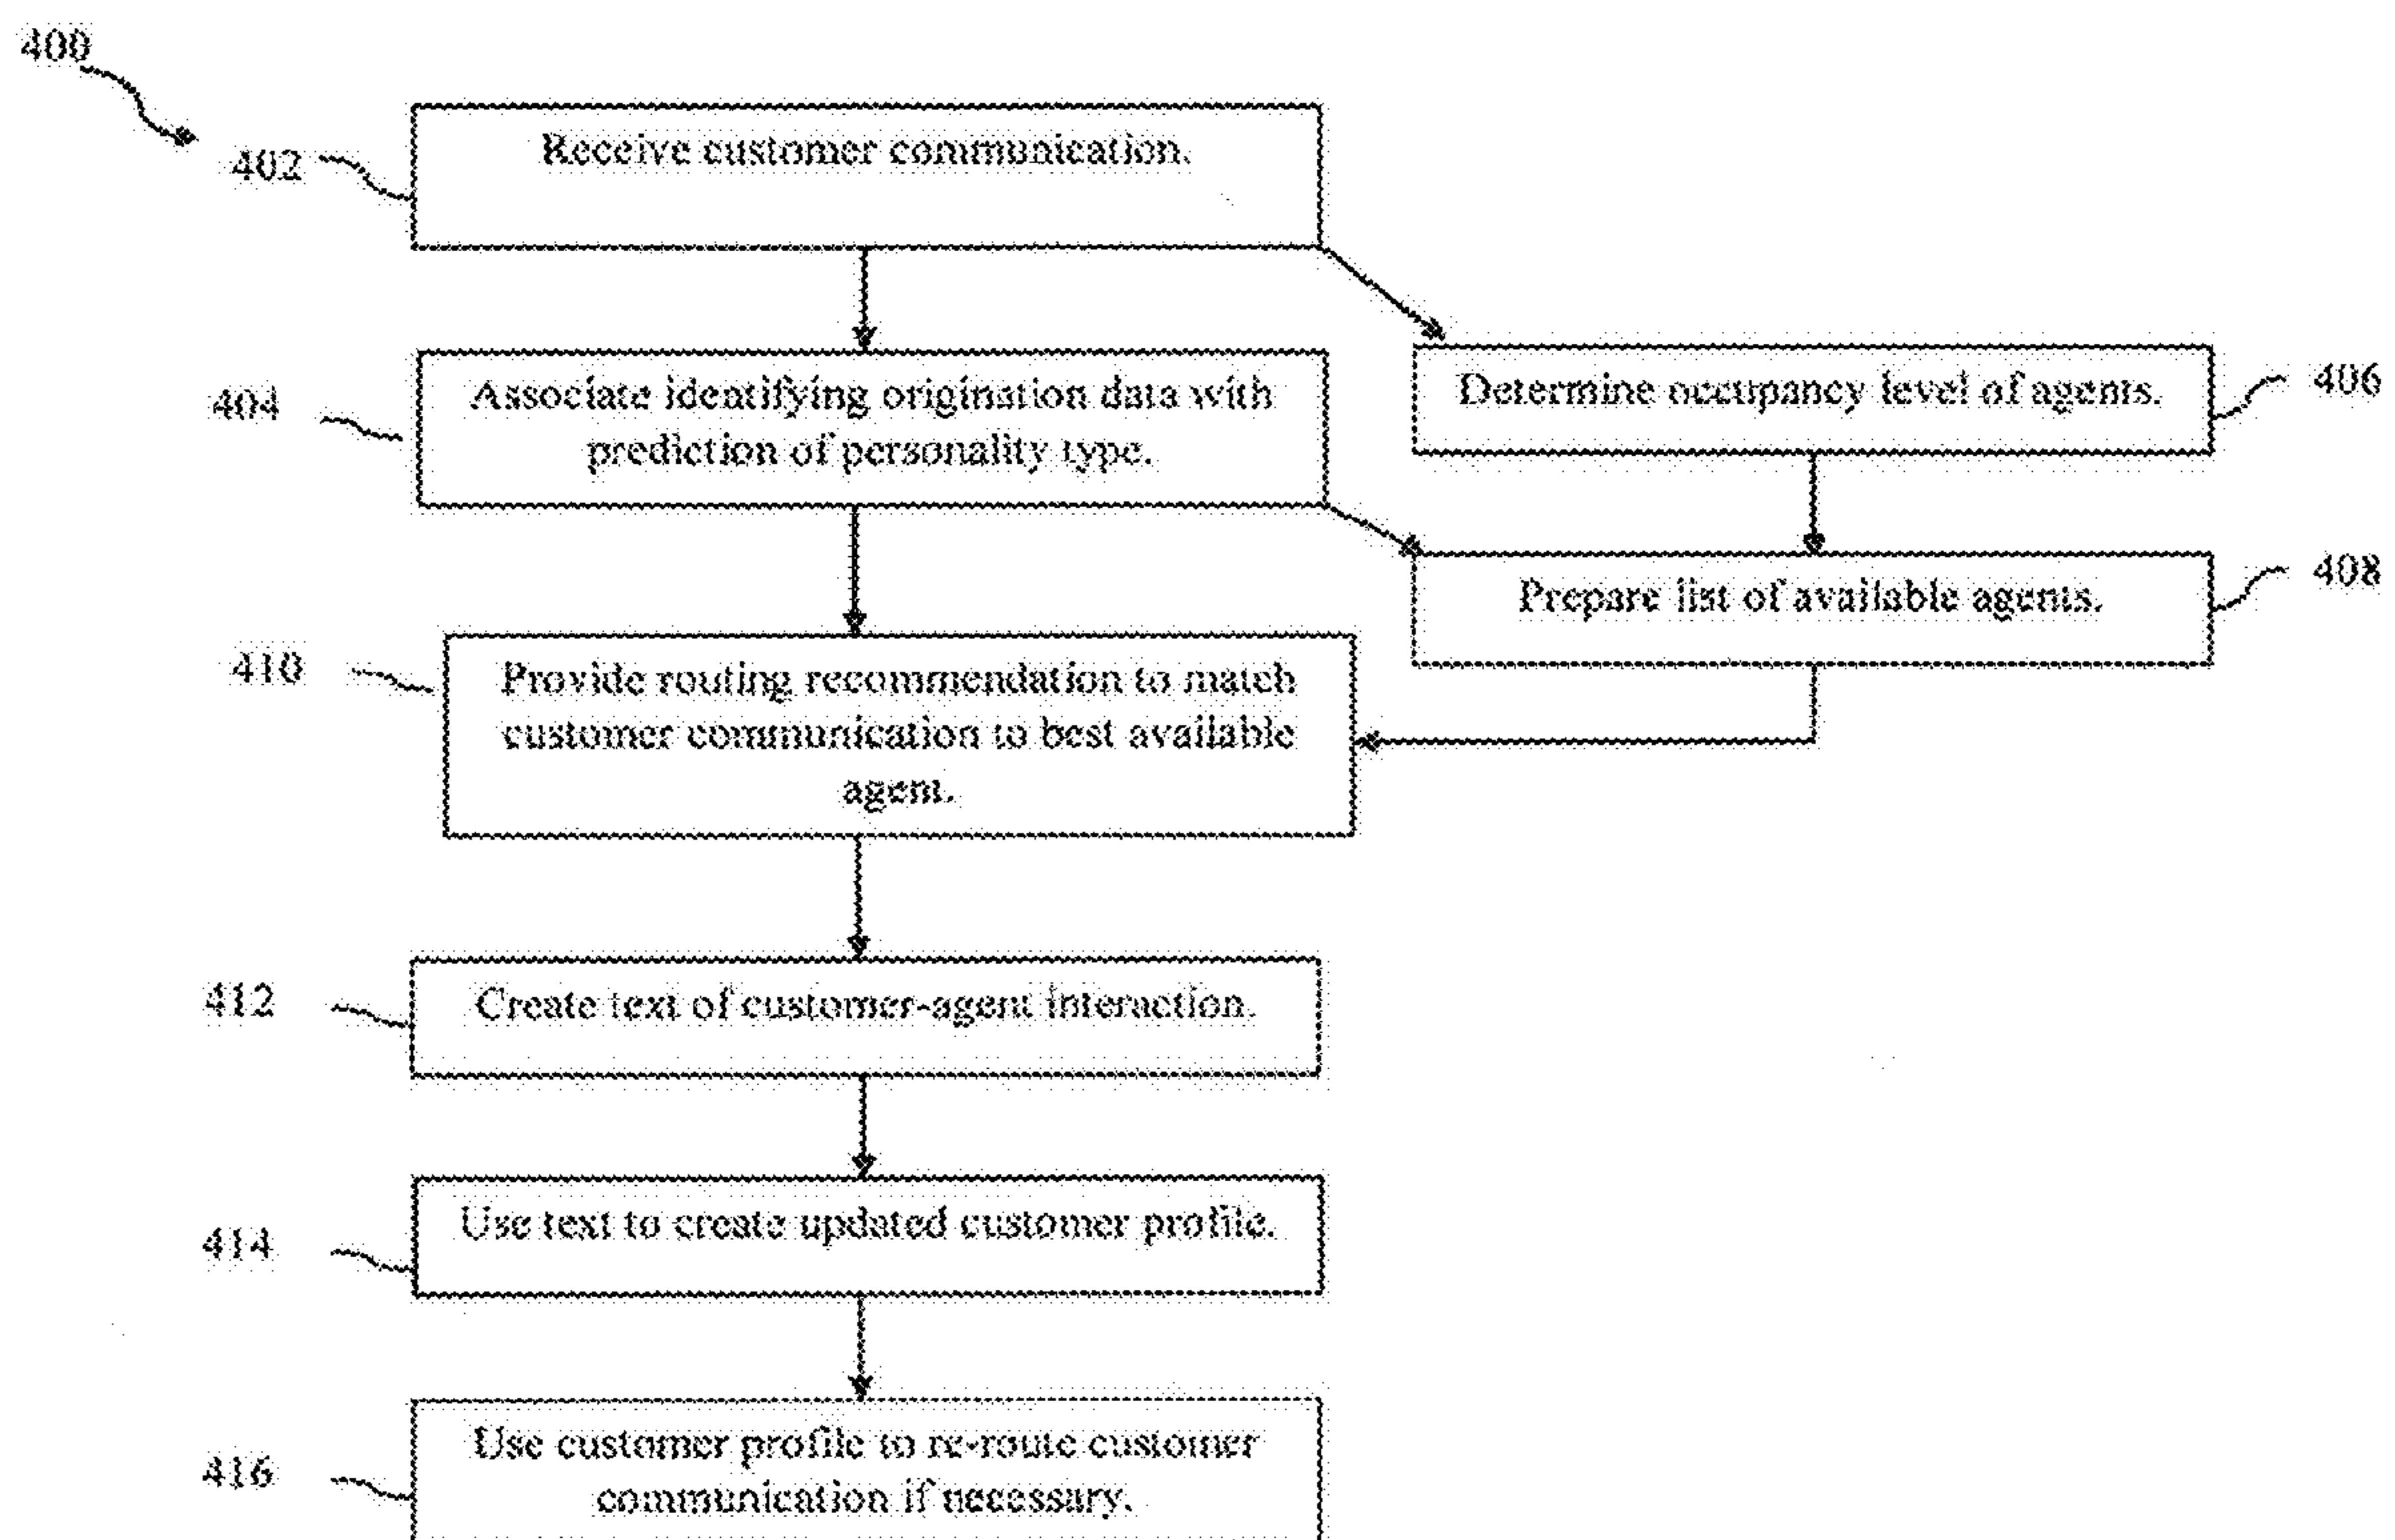 400
402
Receive customer communication.
404
Associate identifying origination data with
prediction of personality type.
Determine occupancy level of agents.
406
Prepare list of available agents.
408
410
Provide routing recommendation to match
customer communication to best available
agent.
412
Create text of customer-agent interaction.
414
Use text to create updated customer profile.
416
Use customer profile to re-route customer
communication if necessary.